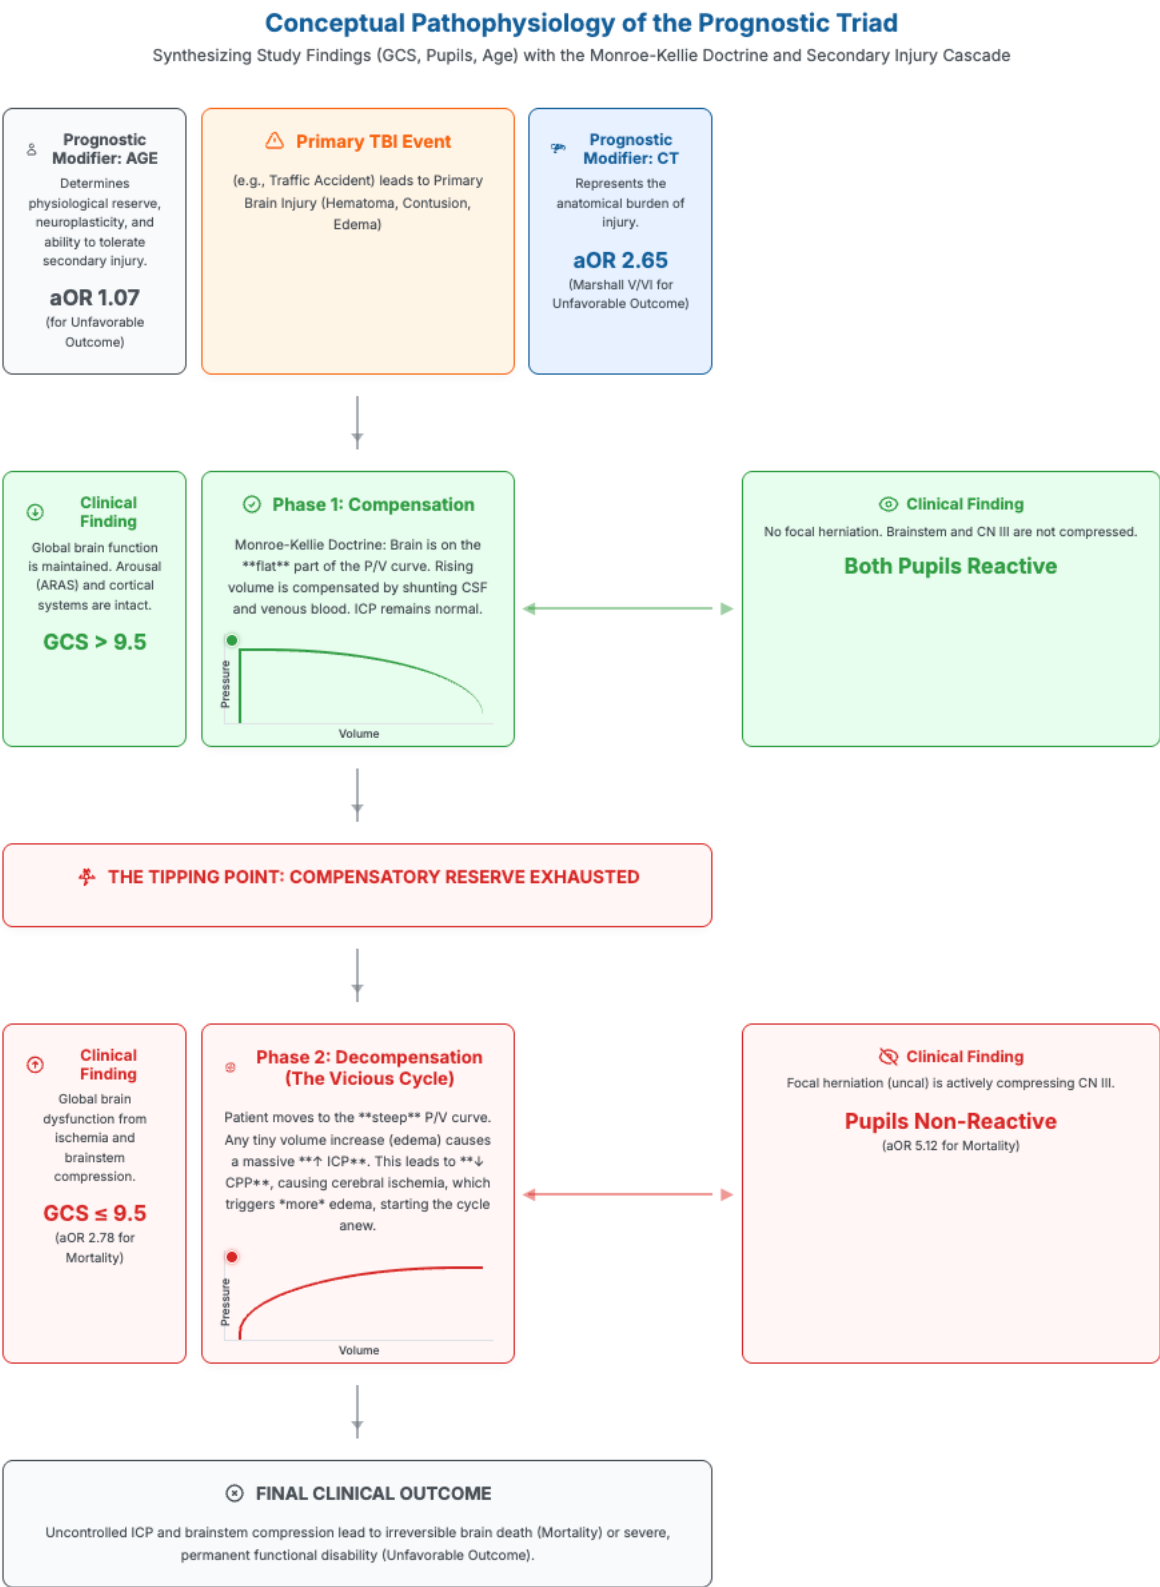 Conceptual Pathophysiology of the Prognostic Triad
Synthesizing Study Findings (GCS, Pupils, Age) with the Monroe-Kellie Doctrine and Secondary Injury Cascade
Prognostic
Modifier: AGE
Determines
physiological reserve,
neuroplasticity, and
ability to tolerate
secondary injury.
aOR 1.07
(for Unfavorable
Outcome)
Primary TBI Event
(e.g., Traffic Accident) leads to Primary
Brain Injury (Hematoma, Contusion,
Edema)
Prognostic
Modifier: CT
Represents the
anatomical burden of
injury.
aOR 2.65
(Marshall V/VI for
Unfavorable Outcome)
Clinical
Finding
Global brain function
is maintained. Arousal
(ARAS) and cortical
systems are intact.
GCS > 9.5
Phase 1: Compensation
Monroe-Kellie Doctrine: Brain is on the
**flat** part of the P/V curve. Rising
volume is compensated by shunting CSF
and venous blood. ICP remains normal.
Pressure
Volume
Clinical Finding
No focal herniation. Brainstem and CN III are not compressed.
Both Pupils Reactive
THE TIPPING POINT: COMPENSATORY RESERVE EXHAUSTED
Clinical
Finding
Global brain
dysfunction from
ischemia and
brainstem
compression.
GCS ≤ 9.5
(aOR 2.78 for
Mortality)
Phase 2: Decompensation
(The Vicious Cycle)
Patient moves to the **steep** P/V curve.
Any tiny volume increase (edema) causes
a massive **↑ ICP**. This leads to **↓
CPP**, causing cerebral ischemia, which
triggers *more* edema, starting the cycle
anew.
Pressure
Volume
Clinical Finding
Focal herniation (uncal) is actively compressing CN III.
Pupils Non-Reactive
(aOR 5.12 for Mortality)
FINAL CLINICAL OUTCOME
Uncontrolled ICP and brainstem compression lead to irreversible brain death (Mortality) or severe,
permanent functional disability (Unfavorable Outcome).